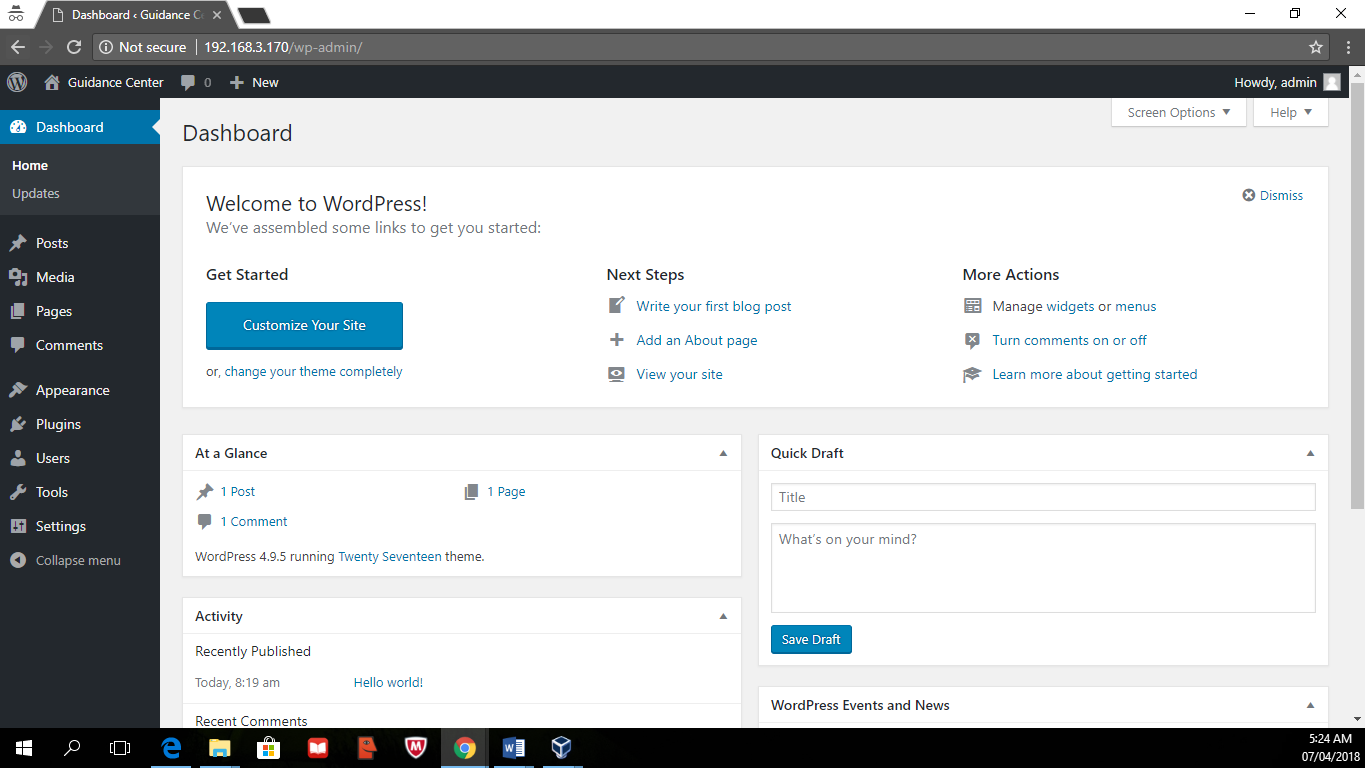 Dashboard ‹ Guidance C
Not secure 192.168.3.170/wp-admin/
Guidance Center 0 New Howdy, admin
Screen Options Help
Dashboard
Home
Updates
Posts
Media
Pages
Comments
Appearance
Plugins
Users
Tools
Settings
Collapse menu
Dashboard
Welcome to WordPress!
Dismiss
We've assembled some links to get you started:
Get Started
Customize Your Site
or, change your theme completely
Next Steps
Write your first blog post
Add an About page
View your site
More Actions
Manage widgets or menus
Turn comments on or off
Learn more about getting started
At a Glance
1 Post 1 Page
1 Comment
WordPress 4.9.5 running Twenty Seventeen theme.
Activity
Recently Published
Today, 8:19 am Hello world!
Recent Comments
Quick Draft
Title
What's on your mind?
Save Draft
WordPress Events and News
5:24 AM
07/04/2018